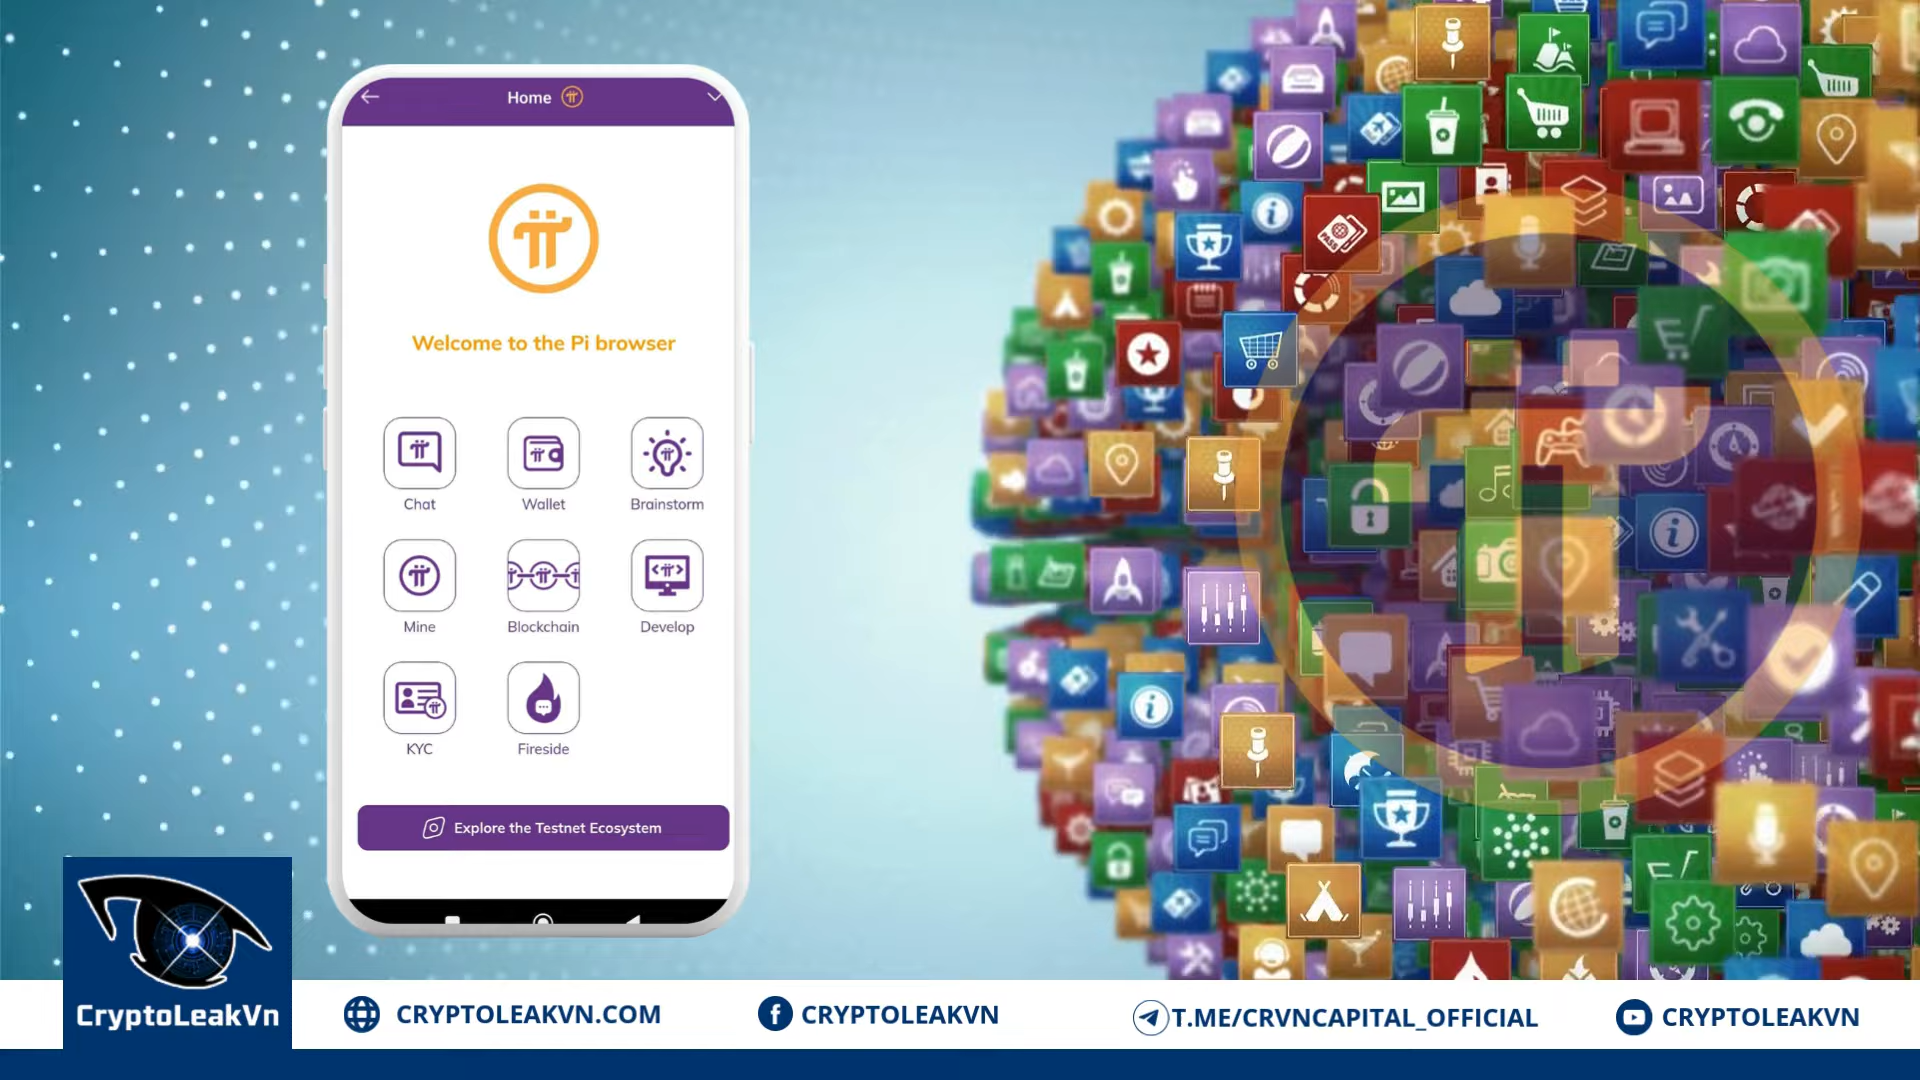 Home
Welcome to the Pi browser
Chat
Wallet
Brainstorm
Mine
Blockchain
Develop
KYC
Fireside
Explore the Testnet Ecosystem
PASS
CryptoLeakVn
CRYPTOLEAKVN.COM
CRYPTOLEAKVN
T.ME/CRVNCAPITAL_OFFICIAL
CRYPTOLEAKVN